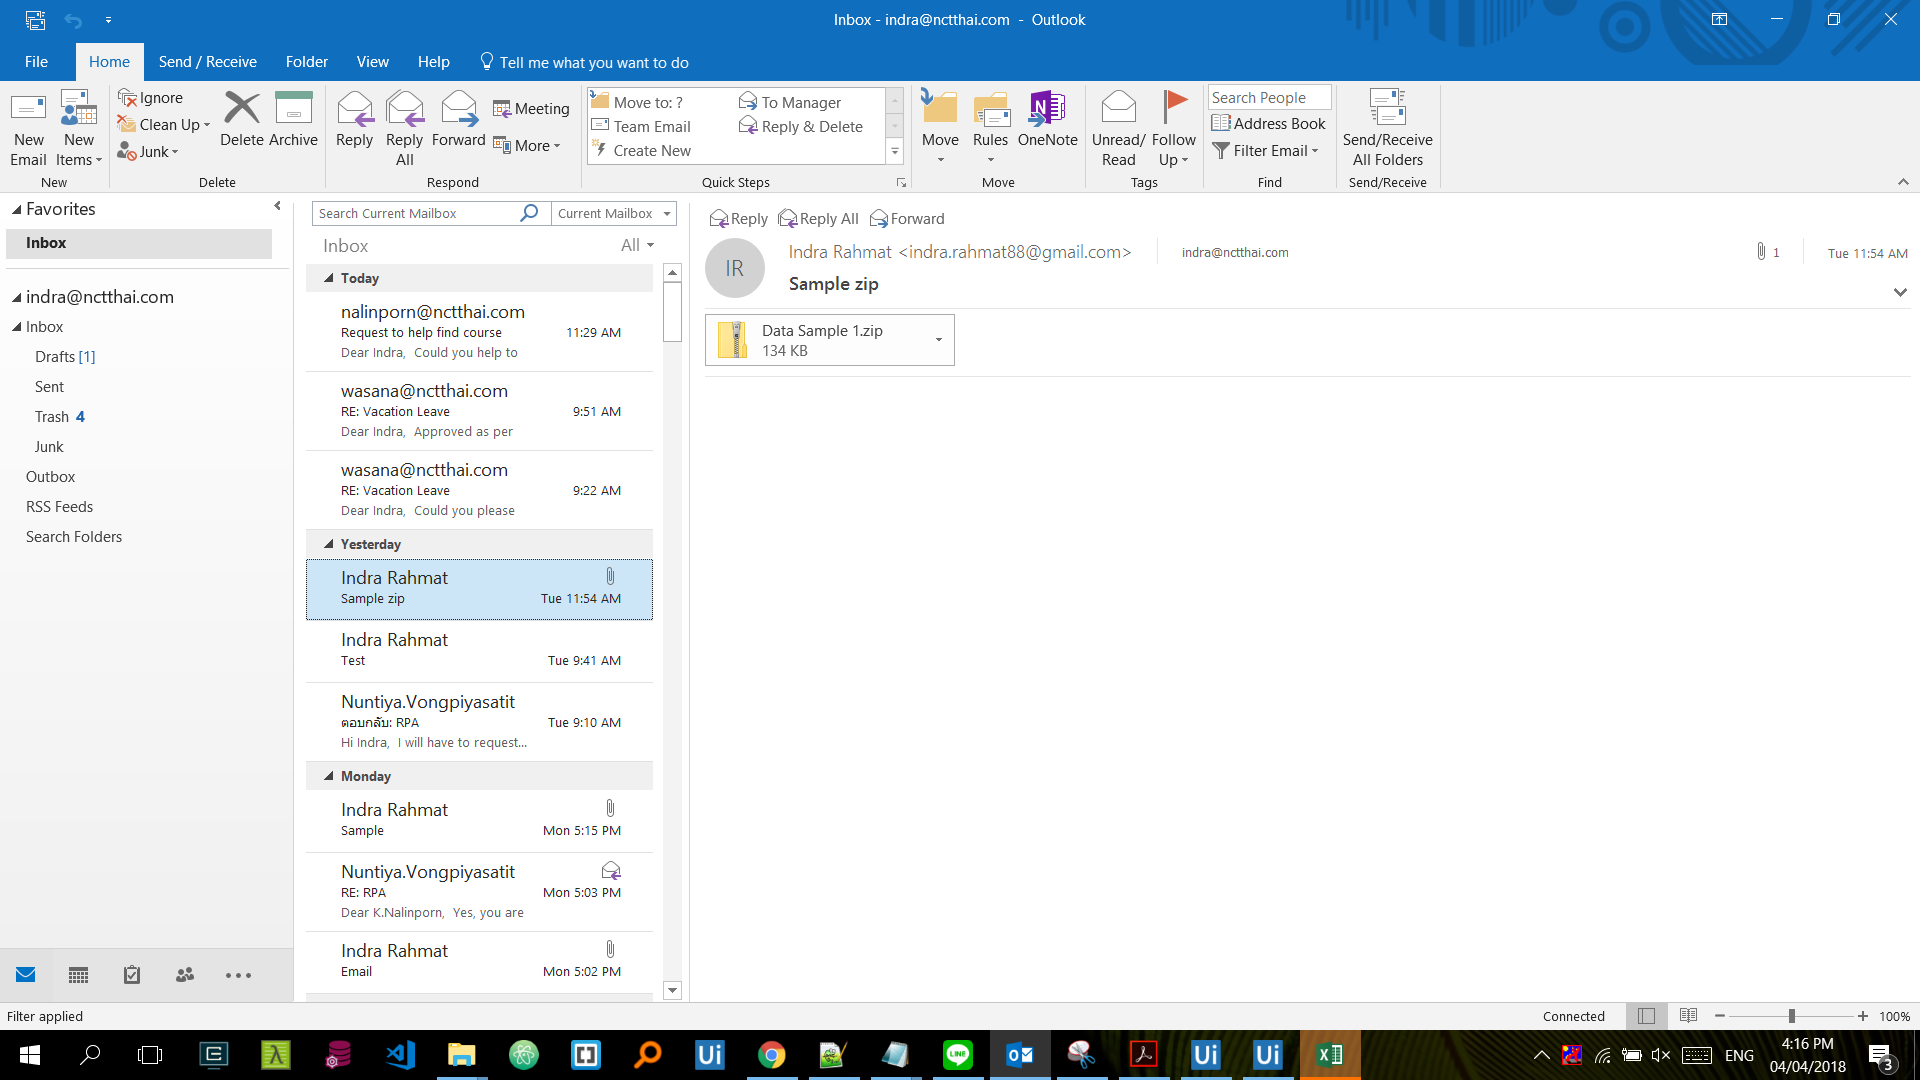 Inbox - indra@nctthai.com - Outlook
File
Home
Send / Receive
Folder
View
Help
Tell me what you want to do
New
Email
New
Items
New
Ignore
Clean Up
Junk
Delete
Archive
Delete
Reply
Reply
All
Forward
Meeting
More
Respond
Move to: ?
Team Email
Create New
To Manager
Reply & Delete
Quick Steps
Move
Rules
OneNote
Move
Unread/
Read
Follow
Up
Tags
Search People
Address Book
Filter Email
Find
Send/Receive
All Folders
Send/Receive
Favorites
Inbox
indra@nctthai.com
Inbox
Drafts [1]
Sent
Trash 4
Junk
Outbox
RSS Feeds
Search Folders
Search Current Mailbox
Current Mailbox
Inbox
All
Today
nalinporn@nctthai.com
Request to help find course 11:29 AM
Dear Indra, Could you help to
wasana@nctthai.com
RE: Vacation Leave 9:51 AM
Dear Indra, Approved as per
wasana@nctthai.com
RE: Vacation Leave 9:22 AM
Dear Indra, Could you please
Yesterday
Indra Rahmat
Sample zip Tue 11:54 AM
Indra Rahmat
Test Tue 9:41 AM
Nuntiya.Vongpiyasatit
ตอบกลับ: RPA Tue 9:10 AM
Hi Indra, I will have to request...
Monday
Indra Rahmat
Sample Mon 5:15 PM
Nuntiya.Vongpiyasatit
RE: RPA Mon 5:03 PM
Dear K.Nalinporn, Yes, you are
Indra Rahmat
Email Mon 5:02 PM
Reply
Reply All
Forward
IR
Indra Rahmat <indra.rahmat88@gmail.com>
indra@nctthai.com
1
Tue 11:54 AM
Sample zip
Data Sample 1.zip
134 KB
Filter applied
Connected
100%
Ui
LINE
Ui
Ui
ENG
4:16 PM
04/04/2018
3